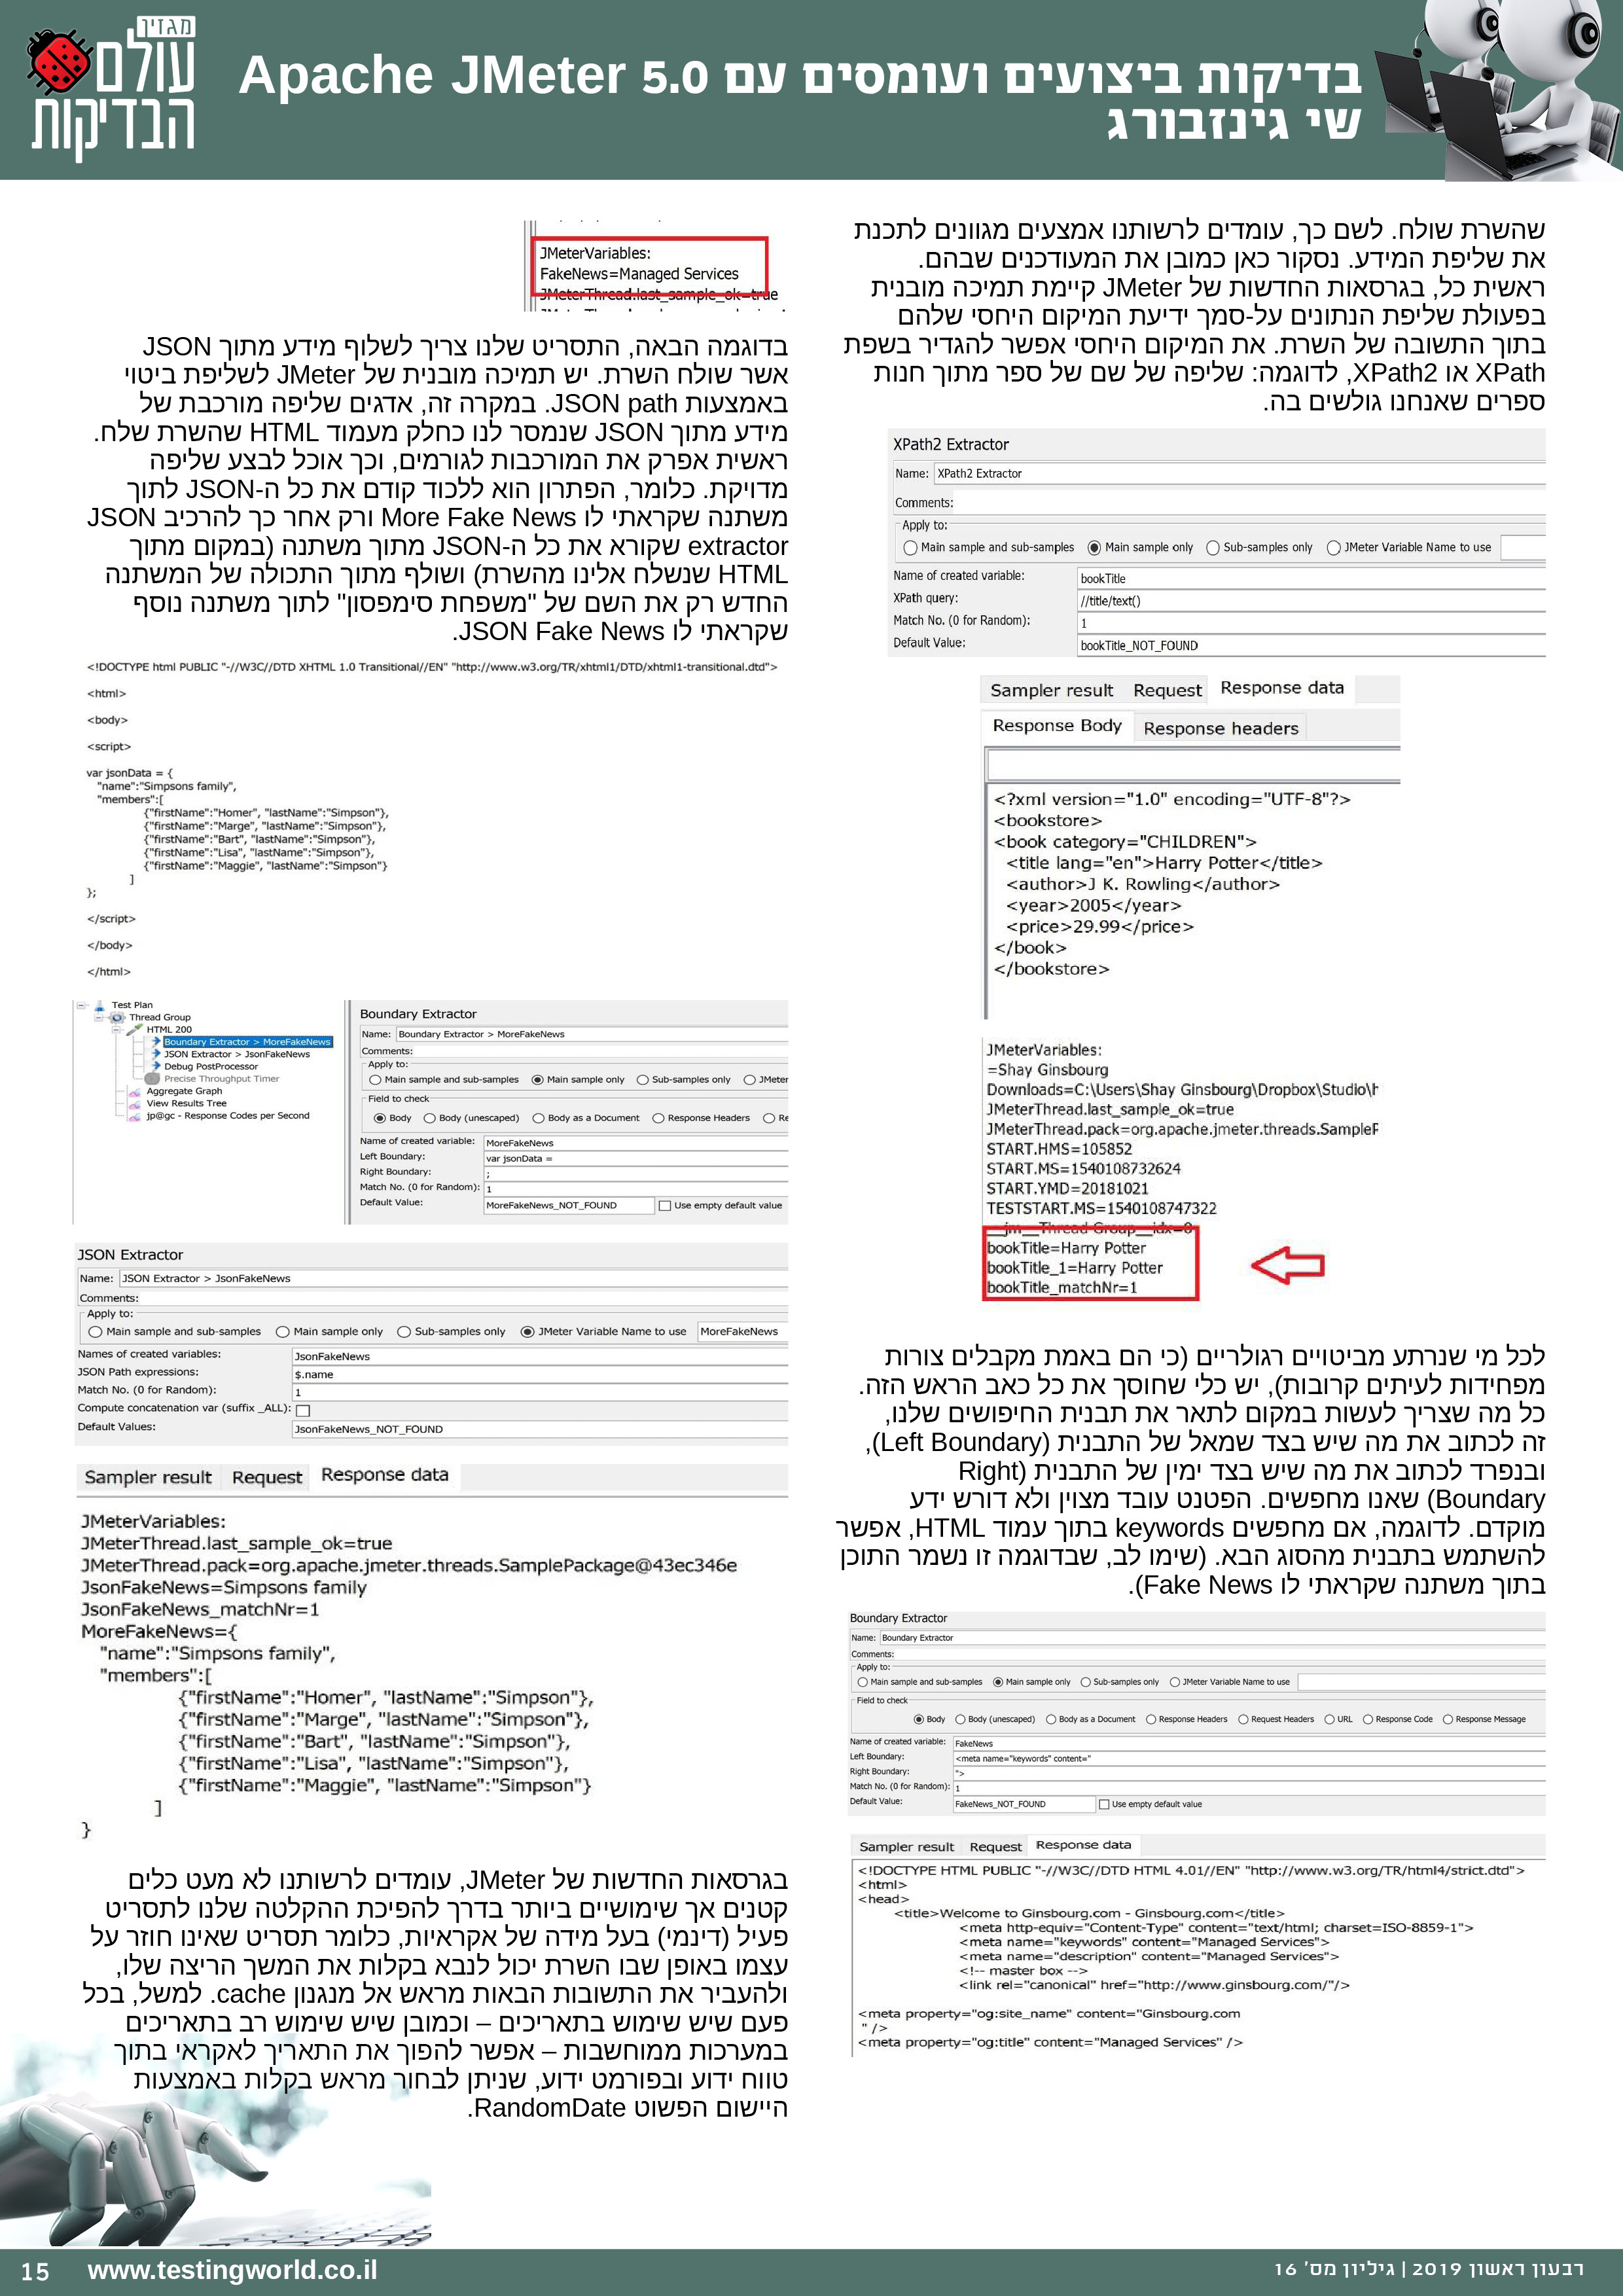 מגזין
עולם
הבדיקות
בדיקות ביצועים ועומסים עם Apache JMeter 5.0
שי גינזבורג
שהשרת שולח. לשם כך, עומדים לרשותנו אמצעים מגוונים לתכנת
את שליפת המידע. נסקור כאן כמובן את המעודכנים שבהם.
ראשית כל, בגרסאות החדשות של JMeter קיימת תמיכה מובנית
בפעולת שליפת הנתונים על-סמך ידיעת המיקום היחסי שלהם
בתוך התשובה של השרת. את המיקום היחסי אפשר להגדיר בשפת
XPath או XPath2, לדוגמה: שליפה של שם של ספר מתוך חנות
ספרים שאנחנו גולשים בה.
XPath2 Extractor
Name: XPath2 Extractor
Comments:
Apply to:
Main sample and sub-samples Main sample only Sub-samples only JMeter Variable Name to use
Name of created variable: bookTitle
XPath query: //title/text()
Match No. (0 for Random): 1
Default Value: bookTitle_NOT_FOUND
Sampler result Request Response data
Response Body Response headers
<?xml version="1.0" encoding="UTF-8"?>
<bookstore>
<book category="CHILDREN">
<title lang="en">Harry Potter</title>
<author>J K. Rowling</author>
<year>2005</year>
<price>29.99</price>
</book>
</bookstore>
JMeterVariables:
=Shay Ginsbourg
Downloads=C:\Users\Shay Ginsbourg\Dropbox\Studio\h
JMeterThread.last_sample_ok=true
JMeterThread.pack=org.apache.jmeter.threads.SampleP
START.HMS=105852
START.MS=1540108732624
START.YMD=20181021
TESTSTART.MS=1540108747322
__jm__Thread Group__idx=0
bookTitle=Harry Potter
bookTitle_1=Harry Potter
bookTitle_matchNr=1
לכל מי שנרתע מביטויים רגולריים (כי הם באמת מקבלים צורות
מפחידות לעיתים קרובות), יש כלי שחוסך את כל כאב הראש הזה.
כל מה שצריך לעשות במקום לתאר את תבנית החיפושים שלנו,
זה לכתוב את מה שיש בצד שמאל של התבנית (Left Boundary),
ובנפרד לכתוב את מה שיש בצד ימין של התבנית (Right
Boundary) שאנו מחפשים. הפטנט עובד מצוין ולא דורש ידע
מוקדם. לדוגמה, אם מחפשים keywords בתוך עמוד HTML, אפשר
להשתמש בתבנית מהסוג הבא. (שימו לב, שבדוגמה זו נשמר התוכן
בתוך משתנה שקראתי לו Fake News).
Boundary Extractor
Name: Boundary Extractor
Comments:
Apply to:
Main sample and sub-samples Main sample only Sub-samples only JMeter Variable Name to use
Field to check
Body Body (unescaped) Body as a Document Response Headers Request Headers URL Response Code Response Message
Name of created variable: FakeNews
Left Boundary: <meta name="keywords" content="
Right Boundary: ">
Match No. (0 for Random): 1
Default Value: FakeNews_NOT_FOUND Use empty default value
Sampler result Request Response data
<!DOCTYPE HTML PUBLIC "-//W3C//DTD HTML 4.01//EN" "http://www.w3.org/TR/html4/strict.dtd">
<html>
<head>
<title>Welcome to Ginsbourg.com - Ginsbourg.com</title>
<meta http-equiv="Content-Type" content="text/html; charset=ISO-8859-1">
<meta name="keywords" content="Managed Services">
<meta name="description" content="Managed Services">
<!-- master box -->
<link rel="canonical" href="http://www.ginsbourg.com/"/>
<meta property="og:site_name" content="Ginsbourg.com
" />
<meta property="og:title" content="Managed Services" />
JMeterVariables:
FakeNews=Managed Services
JMeterThread.last_sample_ok=true
בדוגמה הבאה, התסריט שלנו צריך לשלוף מידע מתוך JSON
אשר שולח השרת. יש תמיכה מובנית של JMeter לשליפת ביטוי
באמצעות JSON path. במקרה זה, אדגים שליפה מורכבת של
מידע מתוך JSON שנמסר לנו כחלק מעמוד HTML שהשרת שלח.
ראשית אפרק את המורכבות לגורמים, וכך אוכל לבצע שליפה
מדויקת. כלומר, הפתרון הוא ללכוד קודם את כל ה-JSON לתוך
משתנה שקראתי לו More Fake News ורק אחר כך להרכיב JSON
extractor שקורא את כל ה-JSON מתוך משתנה (במקום מתוך
HTML שנשלח אלינו מהשרת) ושולף מתוך התכולה של המשתנה
החדש רק את השם של "משפחת סימפסון" לתוך משתנה נוסף
שקראתי לו JSON Fake News.
<!DOCTYPE html PUBLIC "-//W3C//DTD XHTML 1.0 Transitional//EN" "http://www.w3.org/TR/xhtml1/DTD/xhtml1-transitional.dtd">
<html>
<body>
<script>
var jsonData = {
"name":"Simpsons family",
"members":[
{"firstName":"Homer", "lastName":"Simpson"},
{"firstName":"Marge", "lastName":"Simpson"},
{"firstName":"Bart", "lastName":"Simpson"},
{"firstName":"Lisa", "lastName":"Simpson"},
{"firstName":"Maggie", "lastName":"Simpson"}
]
};
</script>
</body>
</html>
Test Plan
Thread Group
HTML 200
Boundary Extractor > MoreFakeNews
JSON Extractor > JsonFakeNews
Debug PostProcessor
Precise Throughput Timer
Aggregate Graph
View Results Tree
jp@gc - Response Codes per Second
Boundary Extractor
Name: Boundary Extractor > MoreFakeNews
Comments:
Apply to:
Main sample and sub-samples Main sample only Sub-samples only JMeter
Field to check
Body Body (unescaped) Body as a Document Response Headers Re
Name of created variable: MoreFakeNews
Left Boundary: var jsonData =
Right Boundary: ;
Match No. (0 for Random): 1
Default Value: MoreFakeNews_NOT_FOUND Use empty default value
JSON Extractor
Name: JSON Extractor > JsonFakeNews
Comments:
Apply to:
Main sample and sub-samples Main sample only Sub-samples only JMeter Variable Name to use MoreFakeNews
Names of created variables: JsonFakeNews
JSON Path expressions: $.name
Match No. (0 for Random): 1
Compute concatenation var (suffix _ALL):
Default Values: JsonFakeNews_NOT_FOUND
Sampler result Request Response data
JMeterVariables:
JMeterThread.last_sample_ok=true
JMeterThread.pack=org.apache.jmeter.threads.SamplePackage@43ec346e
JsonFakeNews=Simpsons family
JsonFakeNews_matchNr=1
MoreFakeNews={
"name":"Simpsons family",
"members":[
{"firstName":"Homer", "lastName":"Simpson"},
{"firstName":"Marge", "lastName":"Simpson"},
{"firstName":"Bart", "lastName":"Simpson"},
{"firstName":"Lisa", "lastName":"Simpson"},
{"firstName":"Maggie", "lastName":"Simpson"}
]
}
בגרסאות החדשות של JMeter, עומדים לרשותנו לא מעט כלים
קטנים אך שימושיים ביותר בדרך להפיכת ההקלטה שלנו לתסריט
פעיל (דינמי) בעל מידה של אקראיות, כלומר תסריט שאינו חוזר על
עצמו באופן שבו השרת יכול לנבא בקלות את המשך הריצה שלו,
ולהעביר את התשובות הבאות מראש אל מנגנון cache. למשל, בכל
פעם שיש שימוש בתאריכים – וכמובן שיש שימוש רב בתאריכים
במערכות ממוחשבות – אפשר להפוך את התאריך לאקראי בתוך
טווח ידוע ובפורמט ידוע, שניתן לבחור מראש בקלות באמצעות
היישום הפשוט RandomDate.
רבעון ראשון 2019 | גיליון מס' 16
www.testingworld.co.il
15